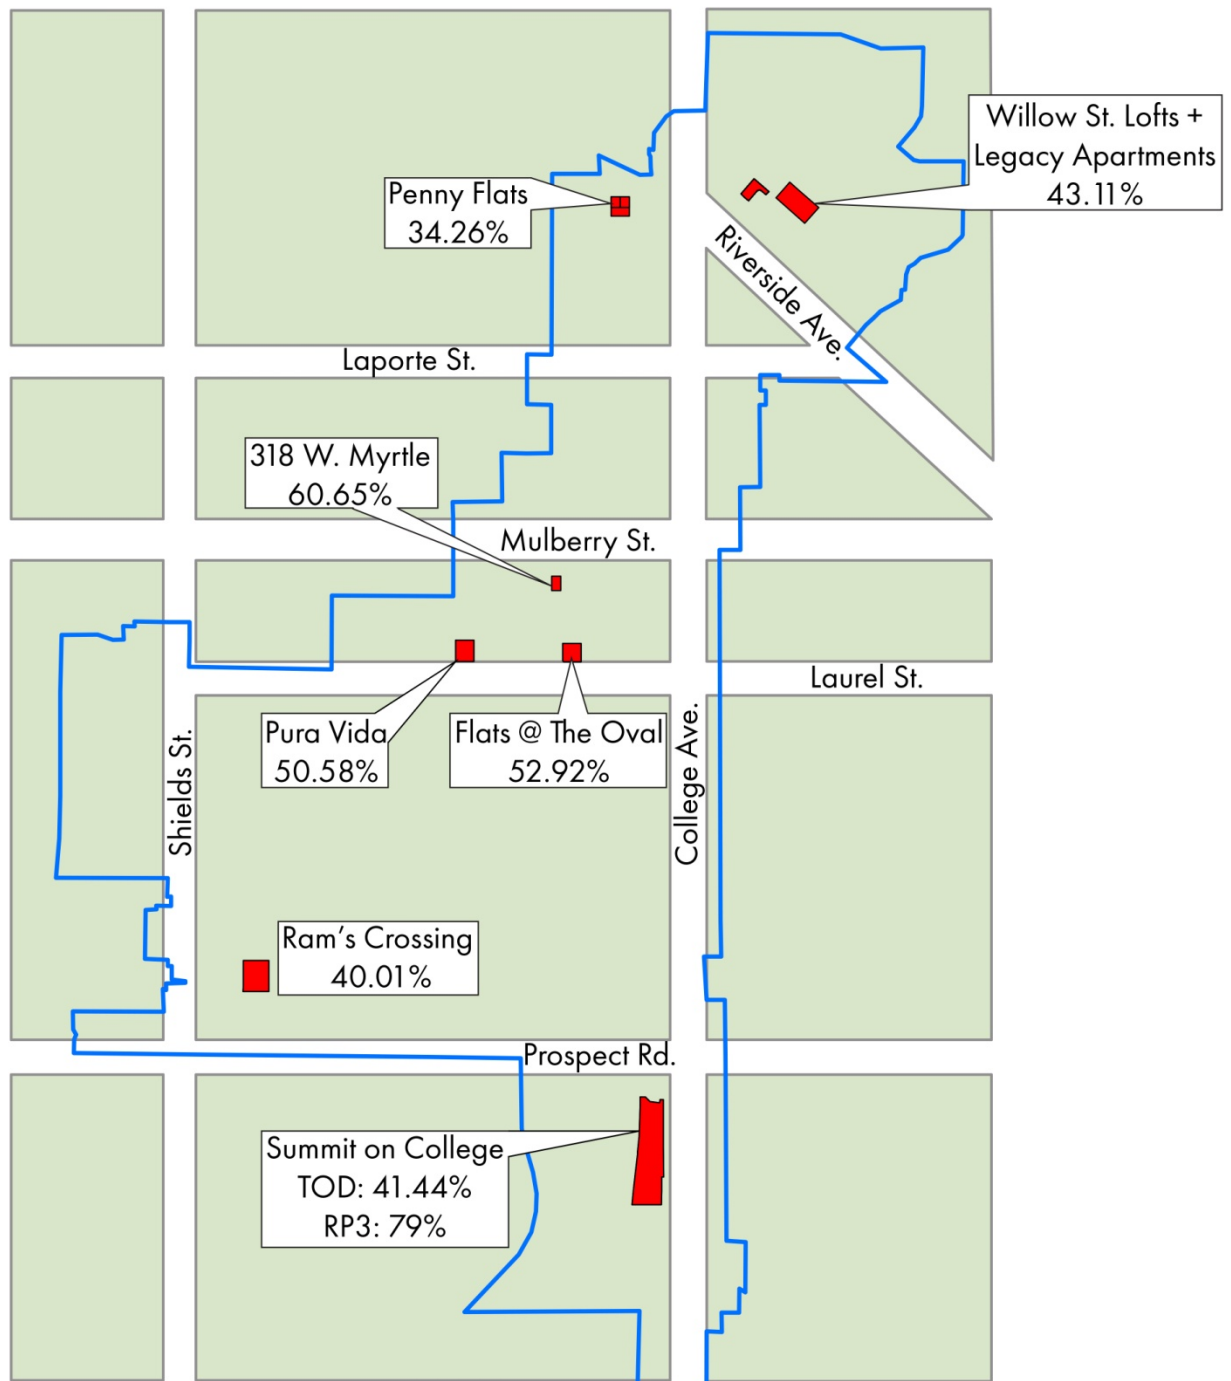 Willow St. Lofts +
Legacy Apartments
43.11%
Penny Flats
34.26%
Riverside Ave.
Laporte St.
318 W. Myrtle
60.65%
Mulberry St.
Laurel St.
Pura Vida
50.58%
Flats @ The Oval
52.92%
Shields St.
College Ave.
Ram's Crossing
40.01%
Prospect Rd.
Summit on College
TOD: 41.44%
RP3: 79%